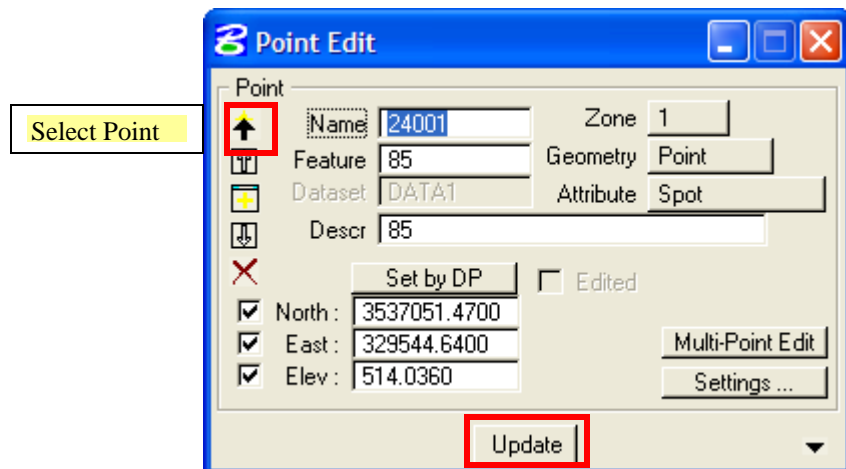 Point Edit
Point
Select Point
Name 24001 Zone 1
Feature 85 Geometry Point
Dataset DATA1 Attribute Spot
Descr 85
Set by DP Edited
North : 3537051.4700
East : 329544.6400 Multi-Point Edit
Elev : 514.0360 Settings ...
Update